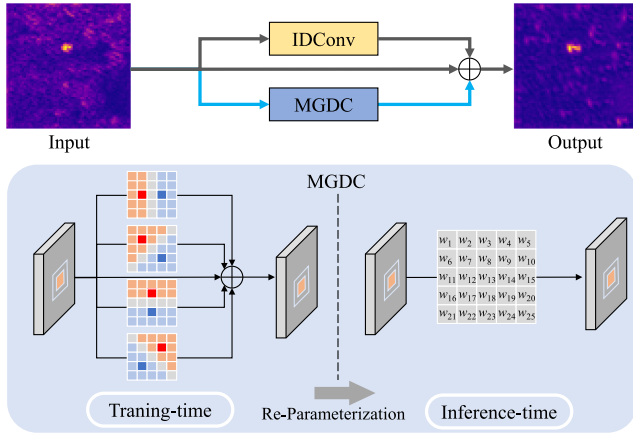 IDConv
MGDC
Input
Output
MGDC
w1 w2 w3 w4 w5
w6 w7 w8 w9 w10
w11 w12 w13 w14 w15
w16 w17 w18 w19 w20
w21 w22 w23 w24 w25
Traning-time
Re-Parameterization
Inference-time